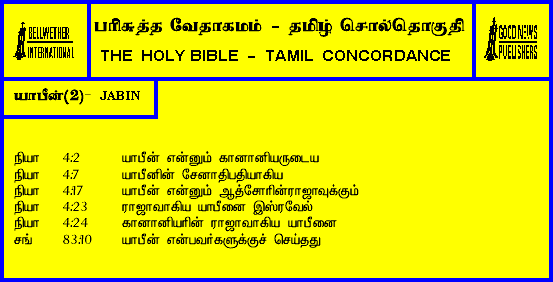 BELLWETHER
INTERNATIONAL
பரிசுத்த வேதாகமம் - தமிழ் சொல்தொகுதி
THE HOLY BIBLE - TAMIL CONCORDANCE
GOOD NEWS
PUBLISHERS
யாபீன்(2)- JABIN
நியா 4:2 யாபீன் என்னும் கானானியருடைய
நியா 4:7 யாபீனின் சேனாதிபதியாகிய
நியா 4:17 யாபீன் என்னும் ஆத்சோரின்ராஜாவுக்கும்
நியா 4:23 ராஜாவாகிய யாபீனை இஸ்ரவேல்
நியா 4:24 கானானியரின் ராஜாவாகிய யாபீனை
சங் 83:10 யாபீன் என்பவர்களுக்குச் செய்தது